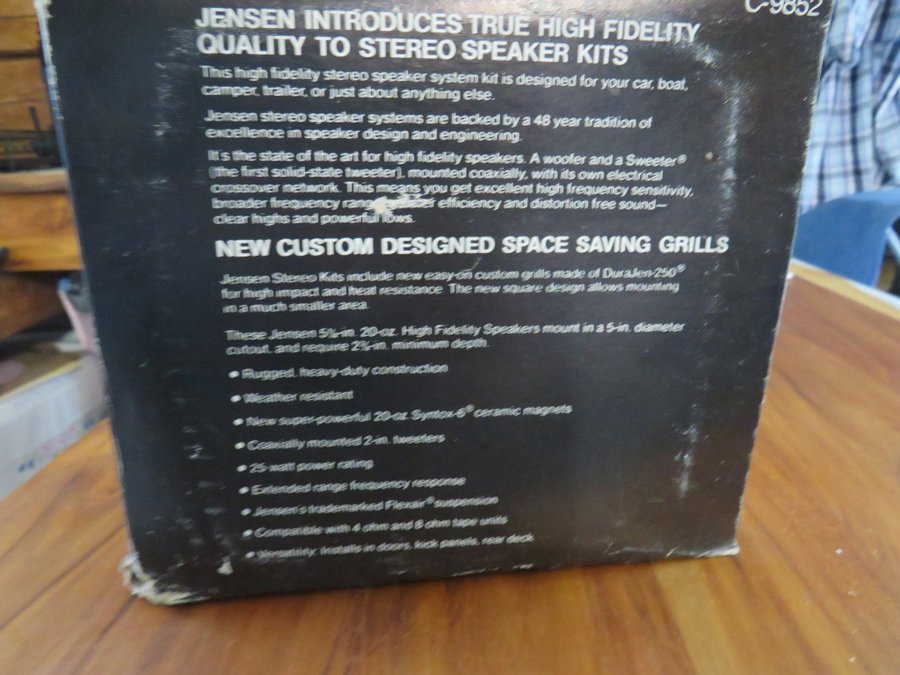 C-9852
JENSEN INTRODUCES TRUE HIGH FIDELITY
QUALITY TO STEREO SPEAKER KITS
This high fidelity stereo speaker system kit is designed for your car, boat,
camper, trailer, or just about anything else.
Jensen stereo speaker systems are backed by a 48 year tradition of
excellence in speaker design and engineering.
It's the state of the art for high fidelity speakers. A woofer and a Sweeter®
(the first solid-state tweeter), mounted coaxially, with its own electrical
crossover network. This means you get excellent high frequency sensitivity,
broader frequency efficiency and distortion free sound—
clear highs and powerful lows.
NEW CUSTOM DESIGNED SPACE SAVING GRILLS
Jensen Stereo Kits include new easy-on custom grills made of DuraJen-250®
for high impact and heat resistance. The new square design allows mounting
in a much smaller area.
These Jensen 5¼-in. 20-oz. High Fidelity Speakers mount in a 5-in. diameter
cutout, and require minimum depth.
• Rugged, heavy-duty construction
• Weather resistant
• New super-powerful 20-oz. Syntox-6® ceramic magnets
• Coaxially mounted 2-in. tweeters
• 25 watt power rating
• Extended range frequency response
• Jensen's trademarked Flexair® suspension
• Compatible with 4 ohm and 8 ohm tape units
• Versatility: Installs in doors, kick panels, rear deck